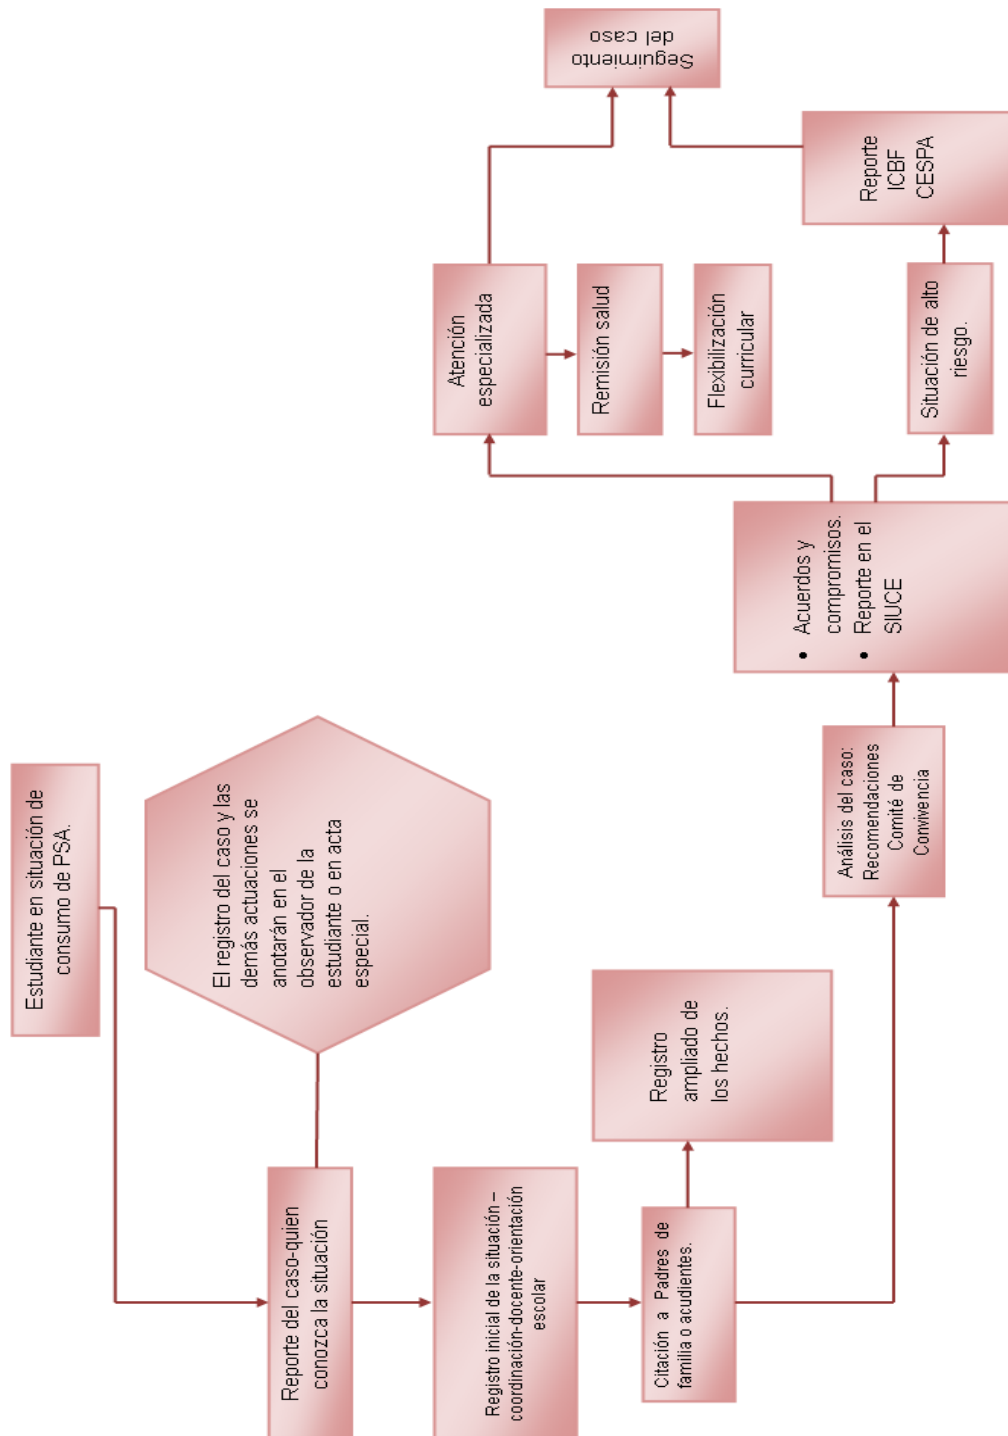 Estudiante en situación de
consumo de PSA.
El registro del caso y las
demás actuaciones se
anotarán en el
observador de la
estudiante o en acta
especial.
Reporte del caso-quien
conozca la situación
Registro inicial de la situación –
coordinación-docente-orientación
escolar
Citación a Padres de
familia o acudientes.
Registro
ampliado de
los hechos.
Análisis del caso:
Recomendaciones
Comité de
Convivencia
• Acuerdos y
compromisos.
• Reporte en el
SIUCE
Atención
especializada
Remisión salud
Flexibilización
curricular
Situación de alto
riesgo.
Reporte
ICBF
CESPA
Seguimiento
del caso